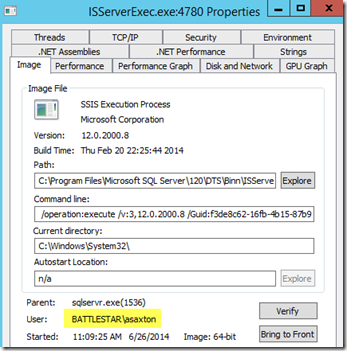 ISServerExec.exe:4780 Properties
Threads TCP/IP Security Environment
.NET Assemblies .NET Performance Strings
Image Performance Performance Graph Disk and Network GPU Graph
Image File
SSIS Execution Process
Microsoft Corporation
Version: 12.0.2000.8
Build Time: Thu Feb 20 22:25:44 2014
Path:
C:\Program Files\Microsoft SQL Server\120\DTS\Binn\ISServe Explore
Command line:
/operation:execute /v:3,12.0.2000.8 /Guid:f3de8c62-16fb-4b15-87b9
Current directory:
C:\Windows\System32\
Autostart Location:
n/a Explore
Parent: sqlservr.exe(1536) Verify
User: BATTLESTAR\asaxton
Started: 11:09:25 AM 6/26/2014 Image: 64-bit Bring to Front